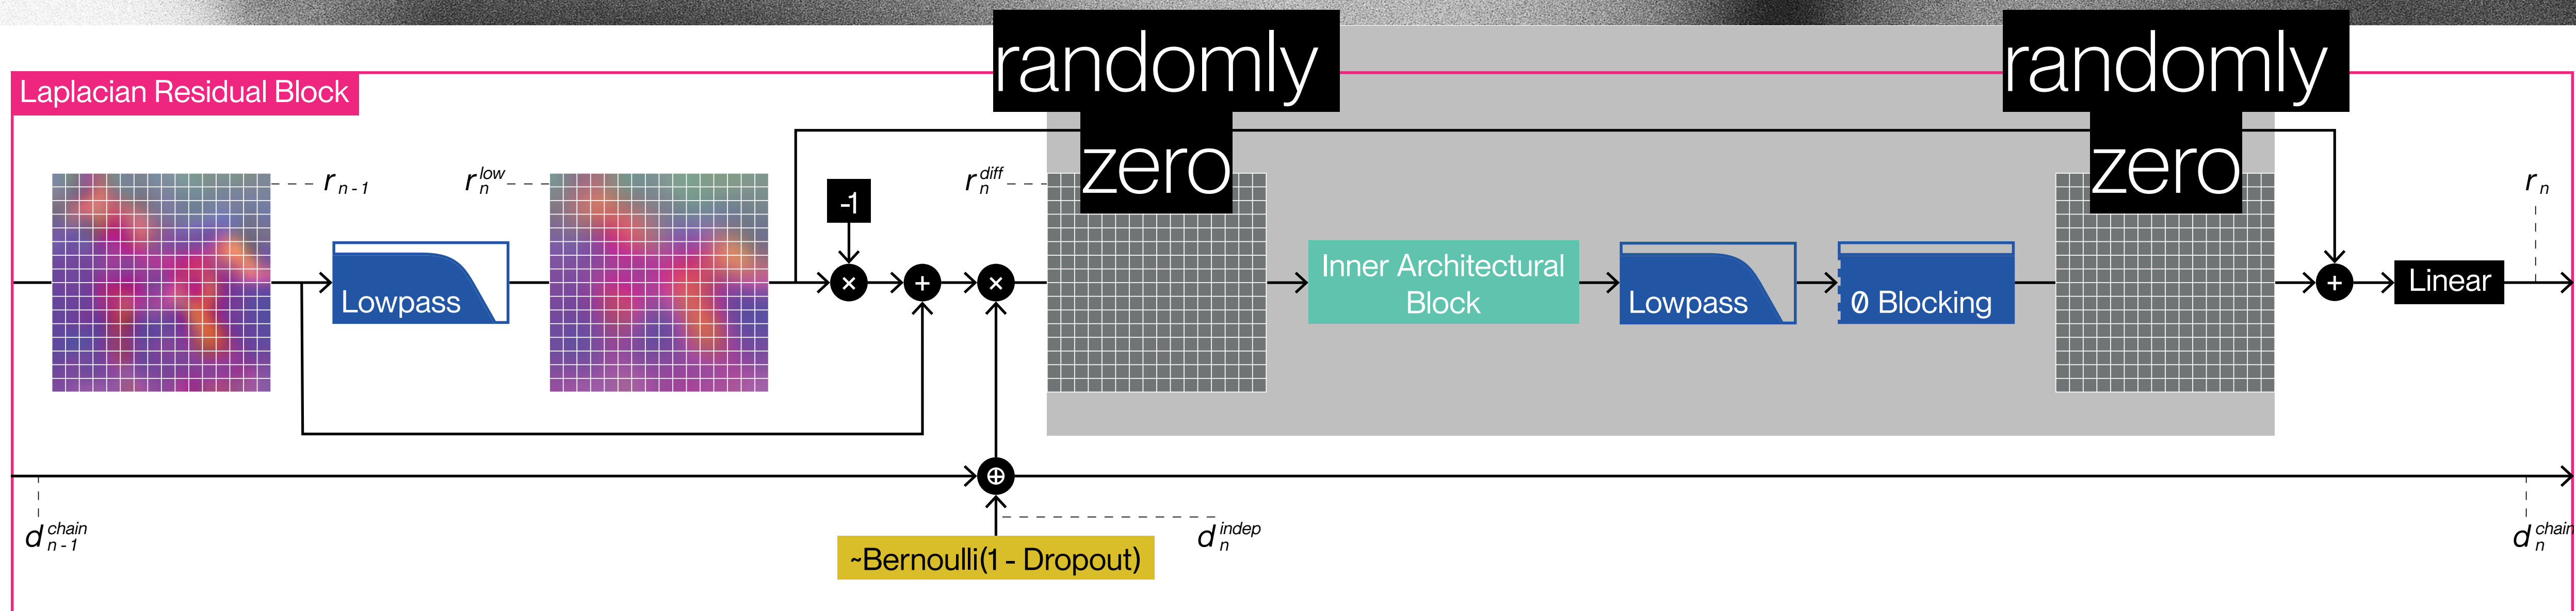 randomly
zero
randomly
zero
Laplacian Residual Block
r n - 1
r n low
-1
r n diff
r n
×
+
×
+
Lowpass
Inner Architectural
Block
Lowpass
0 Blocking
Linear
⊕
d n - 1 chain
~Bernoulli(1 - Dropout)
d n indep
d n chain